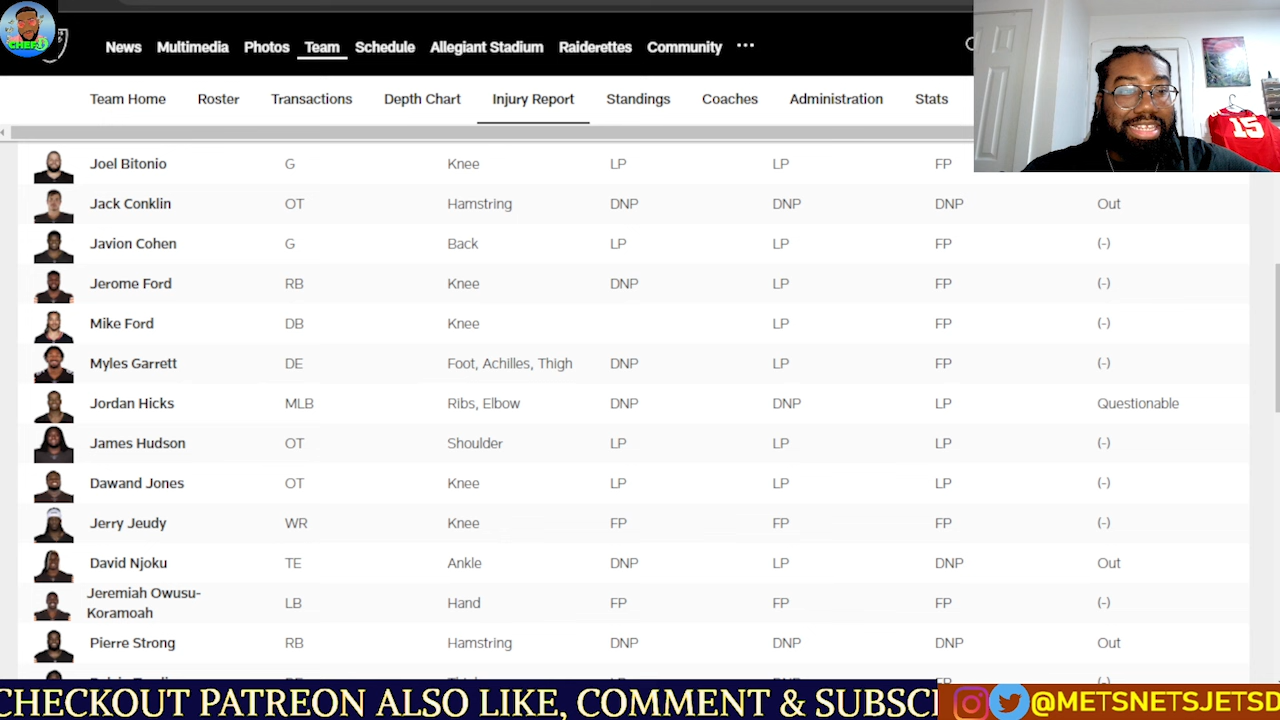 CHEFJ
News Multimedia Photos Team Schedule Allegiant Stadium Raiderettes Community ···
Team Home Roster Transactions Depth Chart Injury Report Standings Coaches Administration Stats
15
Joel Bitonio G Knee LP LP FP
Jack Conklin OT Hamstring DNP DNP DNP Out
Javion Cohen G Back LP LP FP (-)
Jerome Ford RB Knee DNP LP FP (-)
Mike Ford DB Knee LP FP (-)
Myles Garrett DE Foot, Achilles, Thigh DNP LP FP (-)
Jordan Hicks MLB Ribs, Elbow DNP DNP LP Questionable
James Hudson OT Shoulder LP LP LP (-)
Dawand Jones OT Knee LP LP LP (-)
Jerry Jeudy WR Knee FP FP FP (-)
David Njoku TE Ankle DNP LP DNP Out
Jeremiah Owusu-
Koramoah LB Hand FP FP FP (-)
Pierre Strong RB Hamstring DNP DNP DNP Out
CHECKOUT PATREON ALSO LIKE, COMMENT & SUBSC
@METSNETSJETSD